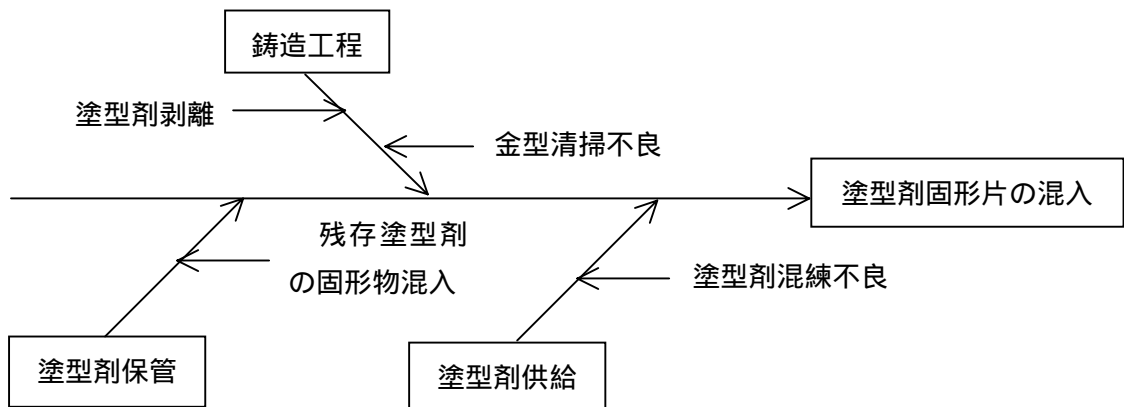 鋳造工程
塗型剤剥離
金型清掃不良
塗型剤固形片の混入
残存塗型剤
の固形物混入
塗型剤混練不良
塗型剤保管
塗型剤供給